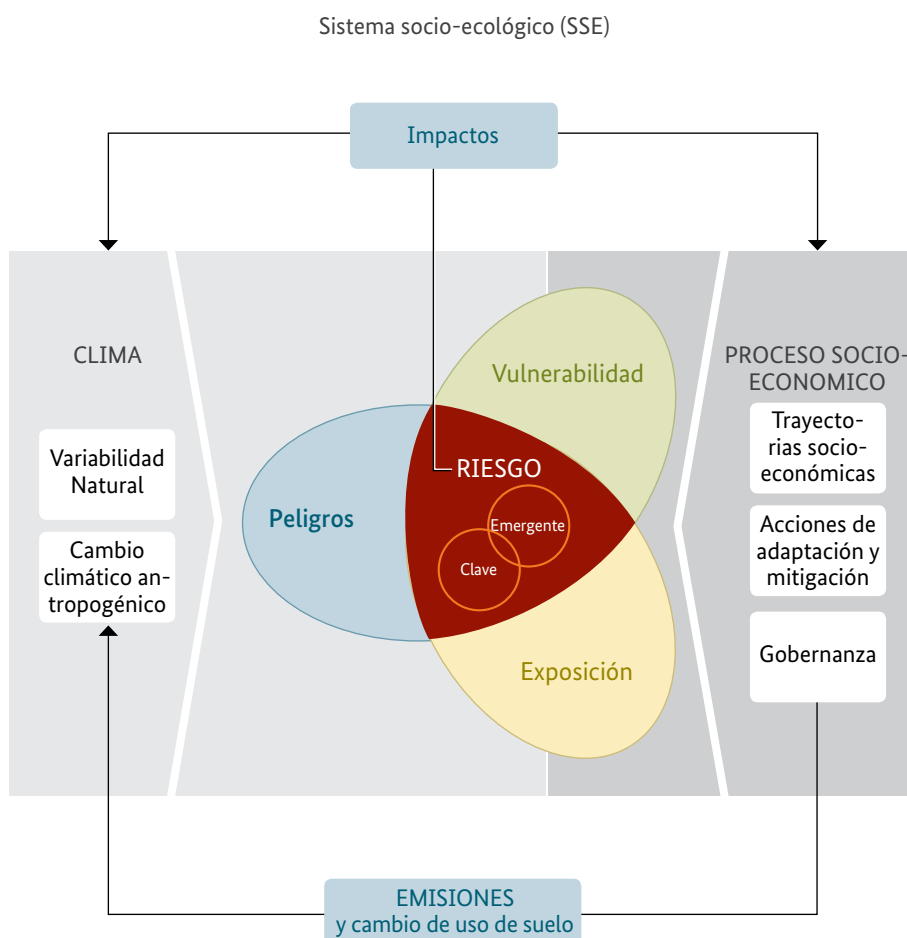 Sistema socio-ecológico (SSE)
Impactos
CLIMA
Variabilidad
Natural
Cambio
climático an-
tropogénico
Vulnerabilidad
RIESGO
Peligros
Emergente
Clave
Exposición
PROCESO SOCIO-
ECONOMICO
Trayecto-
rias socio-
económicas
Acciones de
adaptación y
mitigación
Gobernanza
EMISIONES
y cambio de uso de suelo